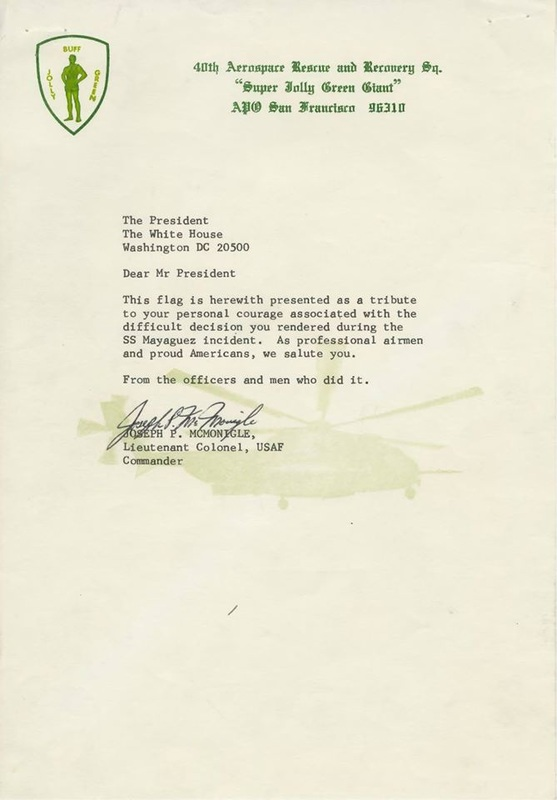 BUFF
JOLLY
GREEN
40th Aerospace Rescue and Recovery Sq.
“Super Jolly Green Giant”
APO San Francisco 96310
The President
The White House
Washington DC 20500
Dear Mr President
This flag is herewith presented as a tribute
to your personal courage associated with the
difficult decision you rendered during the
SS Mayaguez incident. As professional airmen
and proud Americans, we salute you.
From the officers and men who did it.
Joseph P. McMonigle
JOSEPH P. MCMONIGLE,
Lieutenant Colonel, USAF
Commander